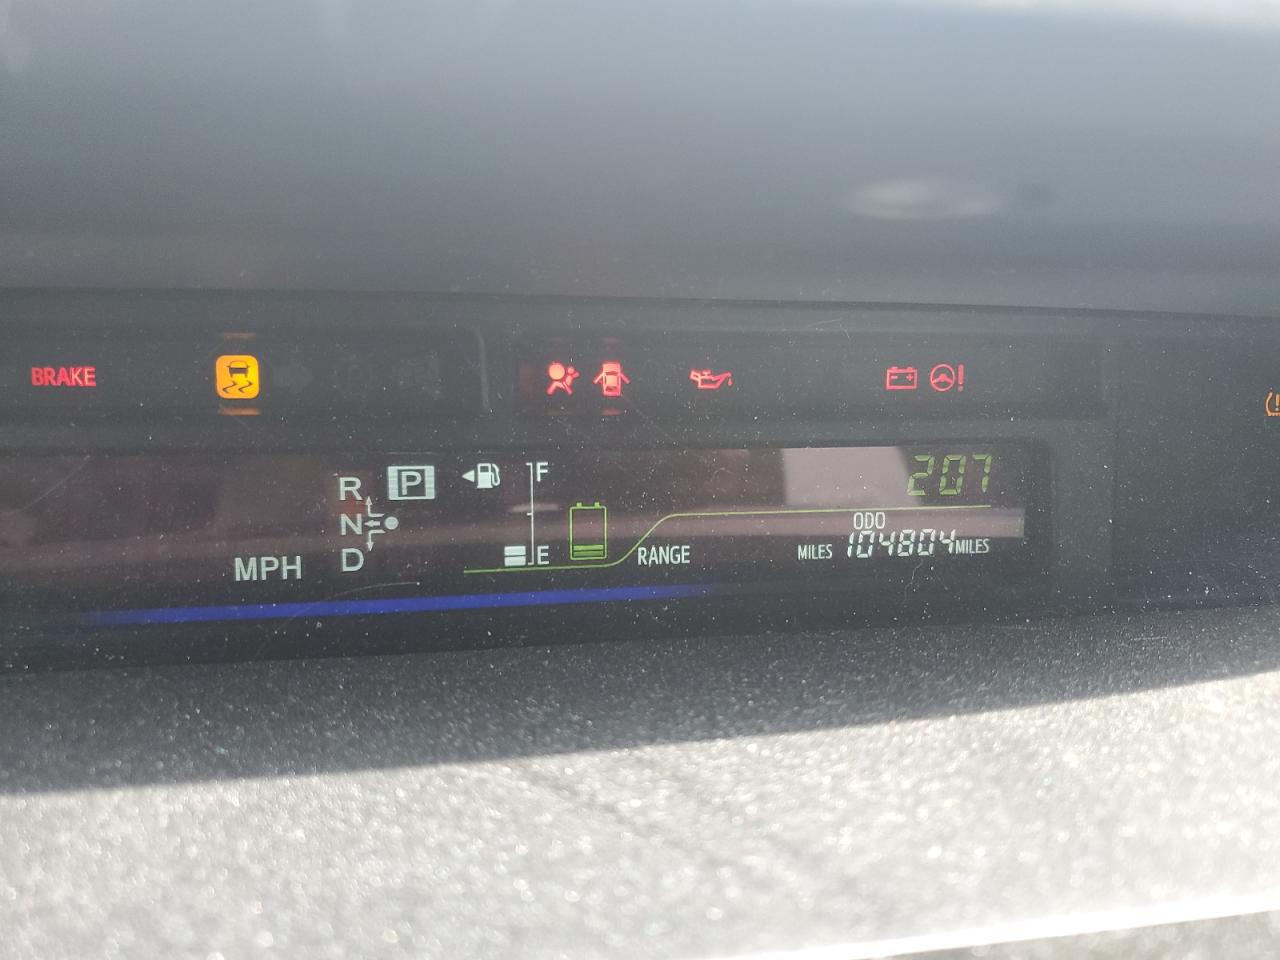 BRAKE
R P F 207
N ODO
MPH D E RANGE MILES 104804 MILES